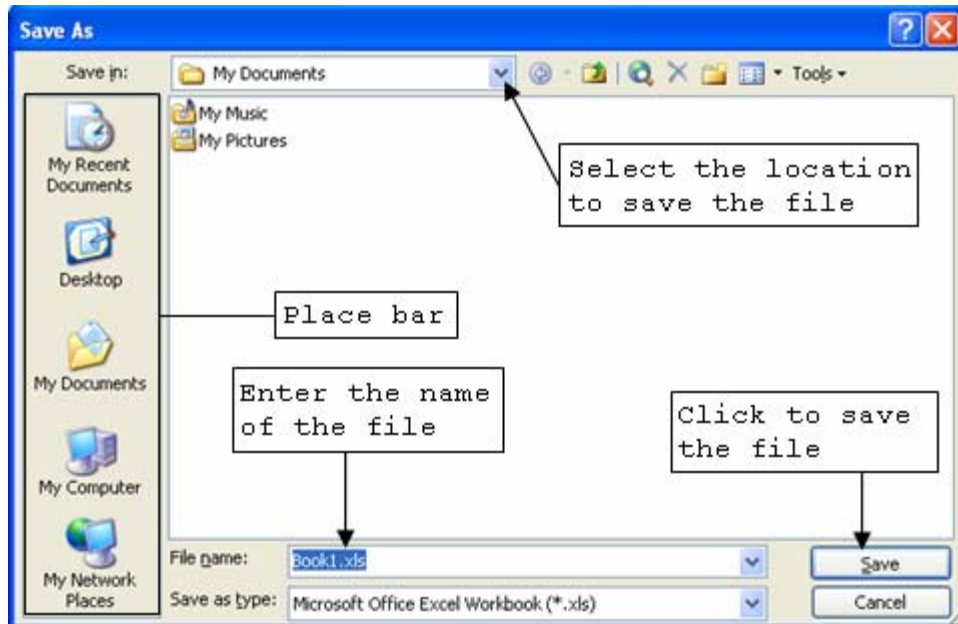 Save As
Save in:
My Documents
Tools
My Music
My Pictures
Select the location
to save the file
My Recent
Documents
Desktop
Place bar
My Documents
Enter the name
of the file
Click to save
the file
My Computer
My Network
Places
File name:
Book1.xls
Save
Save as type:
Microsoft Office Excel Workbook (*.xls)
Cancel